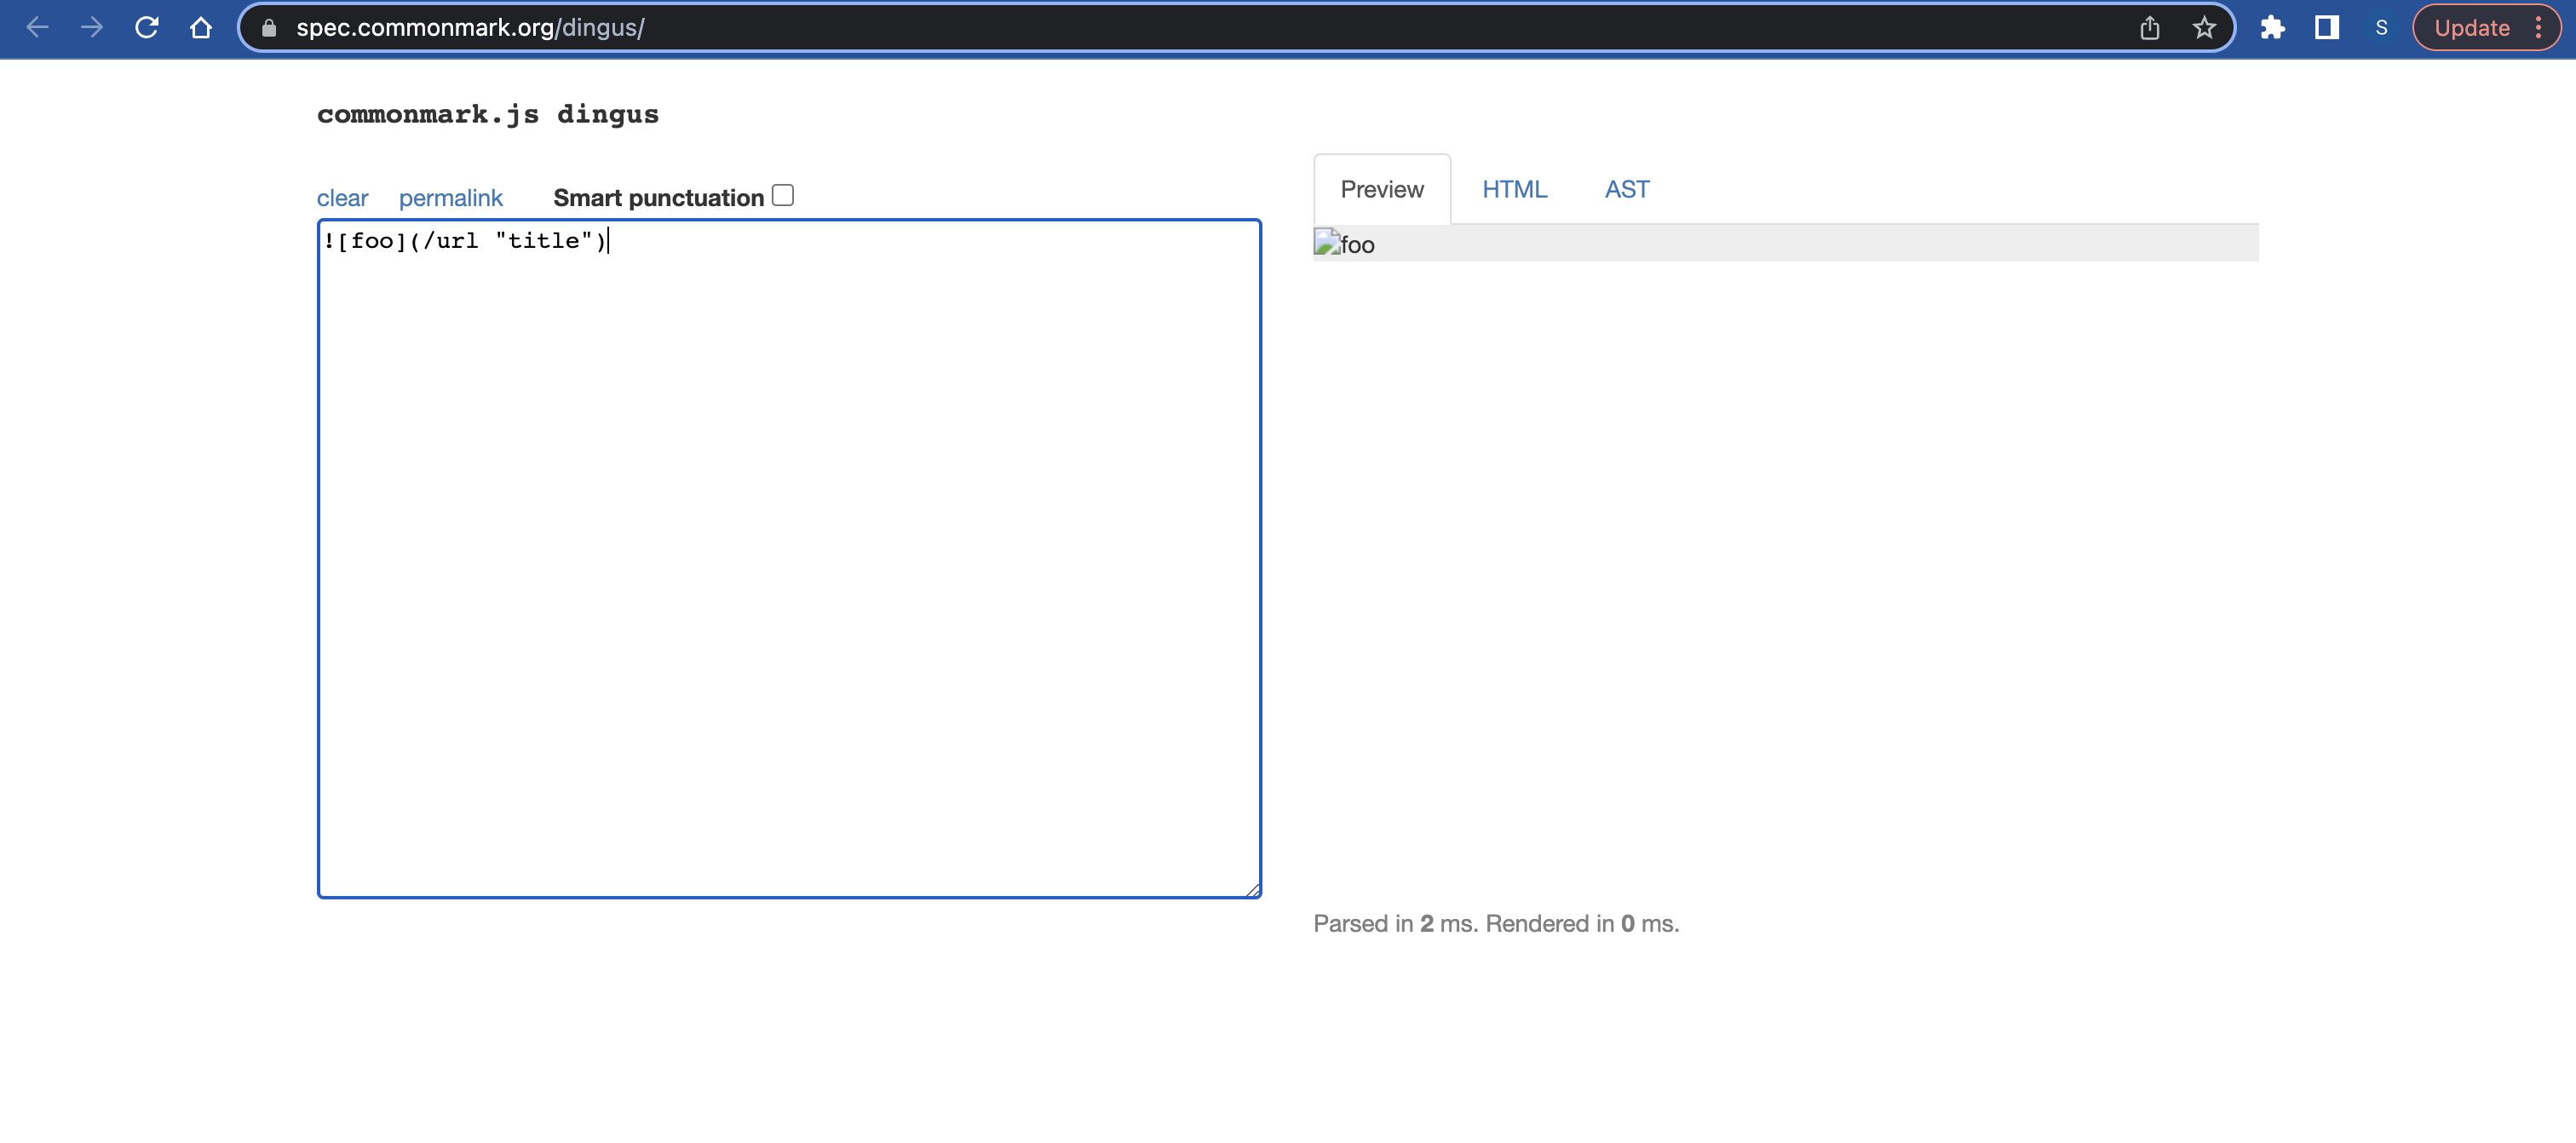 spec.commonmark.org/dingus/
S
Update
commonmark.js dingus
clear permalink Smart punctuation
Preview HTML AST
![foo](/url "title")
foo
Parsed in 2 ms. Rendered in 0 ms.